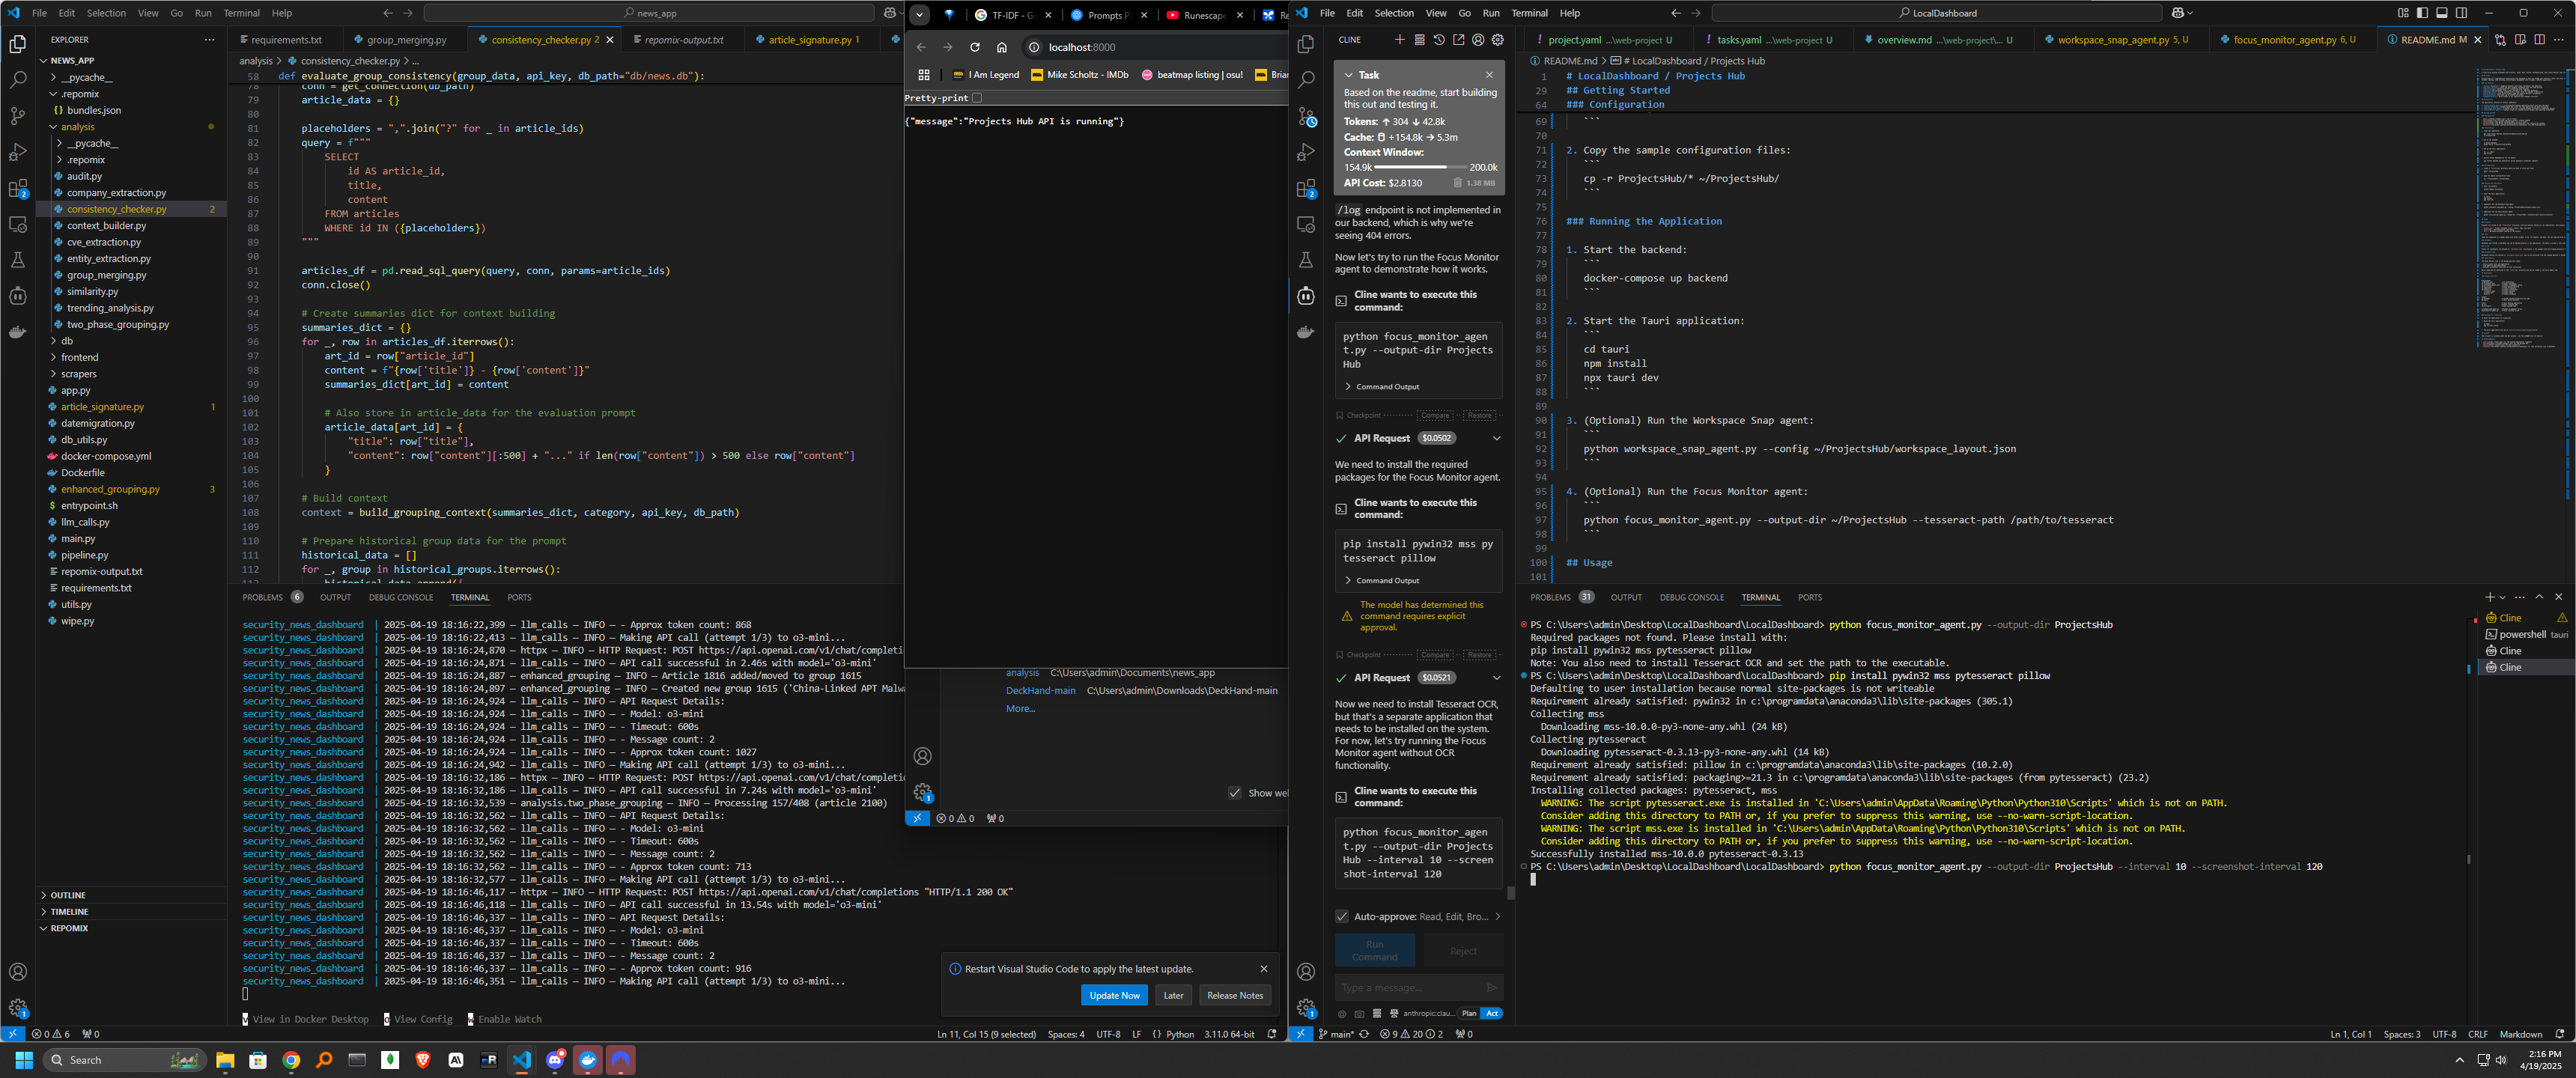 File Edit Selection View Go Run Terminal Help
news_app
EXPLORER
NEWS_APP
__pycache__
.repomix
bundles.json
analysis
__pycache__
.repomix
audit.py
company_extraction.py
consistency_checker.py 2
context_builder.py
cve_extraction.py
entity_extraction.py
group_merging.py
similarity.py
trending_analysis.py
two_phase_grouping.py
db
frontend
scrapers
app.py
article_signature.py 1
datemigration.py
db_utils.py
docker-compose.yml
Dockerfile
enhanced_grouping.py 3
entrypoint.sh
llm_calls.py
main.py
pipeline.py
repomix-output.txt
requirements.txt
utils.py
wipe.py
OUTLINE
TIMELINE
REPOMIX
requirements.txt group_merging.py consistency_checker.py 2 repomix-output.txt article_signature.py 1
analysis > consistency_checker.py > ...
58 def evaluate_group_consistency(group_data, api_key, db_path="db/news.db"):
78 conn = get_connection(db_path)
79 article_data = {}
80
81 placeholders = ",".join("?" for _ in article_ids)
82 query = f"""
83 SELECT
84 id AS article_id,
85 title,
86 content
87 FROM articles
88 WHERE id IN ({placeholders})
89 """
90
91 articles_df = pd.read_sql_query(query, conn, params=article_ids)
92 conn.close()
93
94 # Create summaries dict for context building
95 summaries_dict = {}
96 for _, row in articles_df.iterrows():
97 art_id = row["article_id"]
98 content = f"{row['title']} - {row['content']}"
99 summaries_dict[art_id] = content
100
101 # Also store in article_data for the evaluation prompt
102 article_data[art_id] = {
103 "title": row["title"],
104 "content": row["content"][:500] + "..." if len(row["content"]) > 500 else row["content"]
105 }
106
107 # Build context
108 context = build_grouping_context(summaries_dict, category, api_key, db_path)
109
110 # Prepare historical group data for the prompt
111 historical_data = []
112 for _, group in historical_groups.iterrows():
PROBLEMS 6 OUTPUT DEBUG CONSOLE TERMINAL PORTS
security_news_dashboard | 2025-04-19 18:16:22,399 – llm_calls – INFO – - Approx token count: 868
security_news_dashboard | 2025-04-19 18:16:22,413 – llm_calls – INFO – Making API call (attempt 1/3) to o3-mini...
security_news_dashboard | 2025-04-19 18:16:24,870 – httpx – INFO – HTTP Request: POST https://api.openai.com/v1/chat/completi
security_news_dashboard | 2025-04-19 18:16:24,871 – llm_calls – INFO – API call successful in 2.46s with model='o3-mini'
security_news_dashboard | 2025-04-19 18:16:24,887 – enhanced_grouping – INFO – Article 1816 added/moved to group 1615
security_news_dashboard | 2025-04-19 18:16:24,897 – enhanced_grouping – INFO – Created new group 1615 ('China-Linked APT Malwa
security_news_dashboard | 2025-04-19 18:16:24,924 – llm_calls – INFO – API Request Details:
security_news_dashboard | 2025-04-19 18:16:24,924 – llm_calls – INFO – - Model: o3-mini
security_news_dashboard | 2025-04-19 18:16:24,924 – llm_calls – INFO – - Timeout: 600s
security_news_dashboard | 2025-04-19 18:16:24,924 – llm_calls – INFO – - Message count: 2
security_news_dashboard | 2025-04-19 18:16:24,924 – llm_calls – INFO – - Approx token count: 1027
security_news_dashboard | 2025-04-19 18:16:24,942 – llm_calls – INFO – Making API call (attempt 1/3) to o3-mini...
security_news_dashboard | 2025-04-19 18:16:32,186 – httpx – INFO – HTTP Request: POST https://api.openai.com/v1/chat/completi
security_news_dashboard | 2025-04-19 18:16:32,189 – llm_calls – INFO – API call successful in 7.24s with model='o3-mini'
security_news_dashboard | 2025-04-19 18:16:32,539 – analysis.two_phase_grouping – INFO – Processing 157/408 (article 2100)
security_news_dashboard | 2025-04-19 18:16:32,562 – llm_calls – INFO – API Request Details:
security_news_dashboard | 2025-04-19 18:16:32,562 – llm_calls – INFO – - Model: o3-mini
security_news_dashboard | 2025-04-19 18:16:32,562 – llm_calls – INFO – - Timeout: 600s
security_news_dashboard | 2025-04-19 18:16:32,562 – llm_calls – INFO – - Message count: 2
security_news_dashboard | 2025-04-19 18:16:32,562 – llm_calls – INFO – - Approx token count: 713
security_news_dashboard | 2025-04-19 18:16:32,577 – llm_calls – INFO – Making API call (attempt 1/3) to o3-mini...
security_news_dashboard | 2025-04-19 18:16:46,117 – httpx – INFO – HTTP Request: POST https://api.openai.com/v1/chat/completions "HTTP/1.1 200 OK"
security_news_dashboard | 2025-04-19 18:16:46,118 – llm_calls – INFO – API call successful in 13.54s with model='o3-mini'
security_news_dashboard | 2025-04-19 18:16:46,337 – llm_calls – INFO – API Request Details:
security_news_dashboard | 2025-04-19 18:16:46,337 – llm_calls – INFO – - Model: o3-mini
security_news_dashboard | 2025-04-19 18:16:46,337 – llm_calls – INFO – - Timeout: 600s
security_news_dashboard | 2025-04-19 18:16:46,337 – llm_calls – INFO – - Message count: 2
security_news_dashboard | 2025-04-19 18:16:46,337 – llm_calls – INFO – - Approx token count: 916
security_news_dashboard | 2025-04-19 18:16:46,351 – llm_calls – INFO – Making API call (attempt 1/3) to o3-mini...
v View in Docker Desktop o View Config w Enable Watch
0 6 0
Ln 11, Col 15 (9 selected) Spaces: 4 UTF-8 LF Python 3.11.0 64-bit
TF-IDF - G Prompts P Runescape Re
localhost:8000
I Am Legend Mike Scholtz - IMDb beatmap listing | osu! Brian
Pretty-print
{"message":"Projects Hub API is running"}
analysis C:\Users\admin\Documents\news_app
DeckHand-main C:\Users\admin\Downloads\DeckHand-main
More...
Show wel
0 0 0
Restart Visual Studio Code to apply the latest update.
Update Now Later Release Notes
File Edit Selection View Go Run Terminal Help
LocalDashboard
CLINE
Task
Based on the readme, start building
this out and testing it.
Tokens: 304 42.8k
Cache: +154.8k → 5.3m
Context Window:
154.9k 200.0k
API Cost: $2.8130 1.38 MB
/log endpoint is not implemented in
our backend, which is why we're
seeing 404 errors.
Now let's try to run the Focus Monitor
agent to demonstrate how it works.
Cline wants to execute this
command:
python focus_monitor_agen
t.py --output-dir Projects
Hub
Command Output
Checkpoint Compare Restore
API Request $0.0502
We need to install the required
packages for the Focus Monitor agent.
Cline wants to execute this
command:
pip install pywin32 mss py
tesseract pillow
Command Output
The model has determined this
command requires explicit
approval.
Checkpoint Compare Restore
API Request $0.0521
Now we need to install Tesseract OCR,
but that's a separate application that
needs to be installed on the system.
For now, let's try running the Focus
Monitor agent without OCR
functionality.
Cline wants to execute this
command:
python focus_monitor_agen
t.py --output-dir Projects
Hub --interval 10 --screen
shot-interval 120
Auto-approve: Read, Edit, Bro...
Run
Command
Reject
Type a message...
anthropic:clau... Plan Act
project.yaml ...\web-project U tasks.yaml ...\web-project U overview.md ...\web-project\... U workspace_snap_agent.py 5, U focus_monitor_agent.py 6, U README.md M
README.md > # LocalDashboard / Projects Hub
1 # LocalDashboard / Projects Hub
29 ## Getting Started
64 ### Configuration
69 ```
70
71 2. Copy the sample configuration files:
72 ```
73 cp -r ProjectsHub/* ~/ProjectsHub/
74 ```
75
76 ### Running the Application
77
78 1. Start the backend:
79 ```
80 docker-compose up backend
81 ```
82
83 2. Start the Tauri application:
84 ```
85 cd tauri
86 npm install
87 npx tauri dev
88 ```
89
90 3. (Optional) Run the Workspace Snap agent:
91 ```
92 python workspace_snap_agent.py --config ~/ProjectsHub/workspace_layout.json
93 ```
94
95 4. (Optional) Run the Focus Monitor agent:
96 ```
97 python focus_monitor_agent.py --output-dir ~/ProjectsHub --tesseract-path /path/to/tesseract
98 ```
99
100 ## Usage
101
PROBLEMS 31 OUTPUT DEBUG CONSOLE TERMINAL PORTS
PS C:\Users\admin\Desktop\LocalDashboard\LocalDashboard> python focus_monitor_agent.py --output-dir ProjectsHub
Required packages not found. Please install with:
pip install pywin32 mss pytesseract pillow
Note: You also need to install Tesseract OCR and set the path to the executable.
PS C:\Users\admin\Desktop\LocalDashboard\LocalDashboard> pip install pywin32 mss pytesseract pillow
Defaulting to user installation because normal site-packages is not writeable
Requirement already satisfied: pywin32 in c:\programdata\anaconda3\lib\site-packages (305.1)
Collecting mss
Downloading mss-10.0.0-py3-none-any.whl (24 kB)
Collecting pytesseract
Downloading pytesseract-0.3.13-py3-none-any.whl (14 kB)
Requirement already satisfied: pillow in c:\programdata\anaconda3\lib\site-packages (10.2.0)
Requirement already satisfied: packaging>=21.3 in c:\programdata\anaconda3\lib\site-packages (from pytesseract) (23.2)
Installing collected packages: pytesseract, mss
WARNING: The script pytesseract.exe is installed in 'C:\Users\admin\AppData\Roaming\Python\Python310\Scripts' which is not on PATH.
Consider adding this directory to PATH or, if you prefer to suppress this warning, use --no-warn-script-location.
WARNING: The script mss.exe is installed in 'C:\Users\admin\AppData\Roaming\Python\Python310\Scripts' which is not on PATH.
Consider adding this directory to PATH or, if you prefer to suppress this warning, use --no-warn-script-location.
Successfully installed mss-10.0.0 pytesseract-0.3.13
PS C:\Users\admin\Desktop\LocalDashboard\LocalDashboard> python focus_monitor_agent.py --output-dir ProjectsHub --interval 10 --screenshot-interval 120
Cline
powershell tauri
Cline
Cline
main* 9 20 2 0
Ln 1, Col 1 Spaces: 3 UTF-8 CRLF Markdown
Search
2:16 PM
4/19/2025